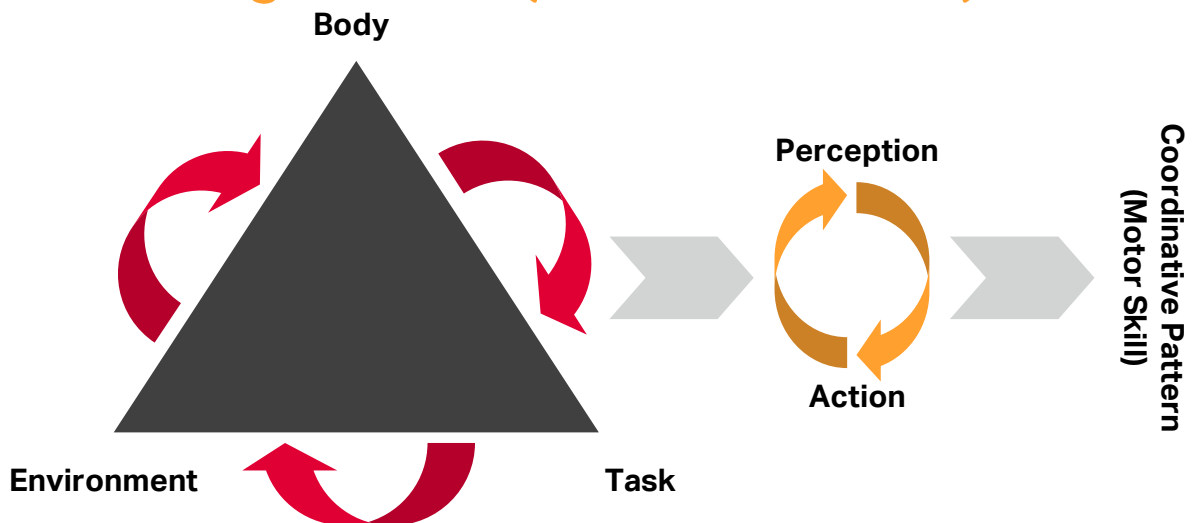 Body
Perception
Coordinative Pattern
(Motor Skill)
Action
Environment
Task